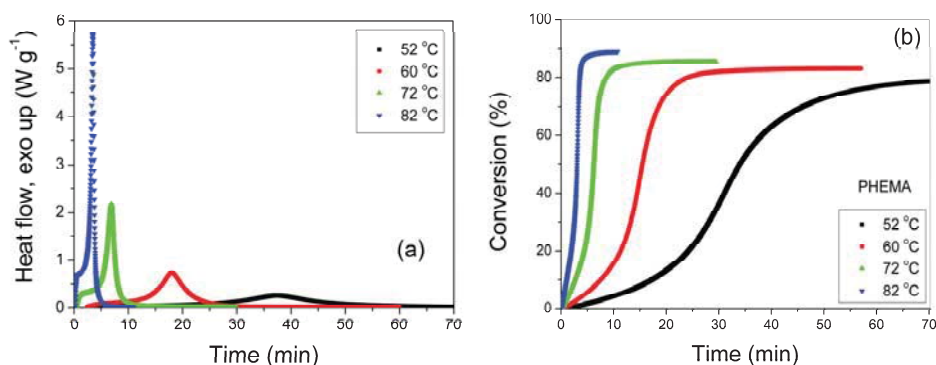 Heat flow, exo up (W g⁻¹)
6
5
4
3
2
1
0
52 °C
60 °C
72 °C
82 °C
(a)
0 10 20 30 40 50 60 70
Time (min)
Conversion (%)
100
80
60
40
20
0
(b)
PHEMA
52 °C
60 °C
72 °C
82 °C
0 10 20 30 40 50 60 70
Time (min)